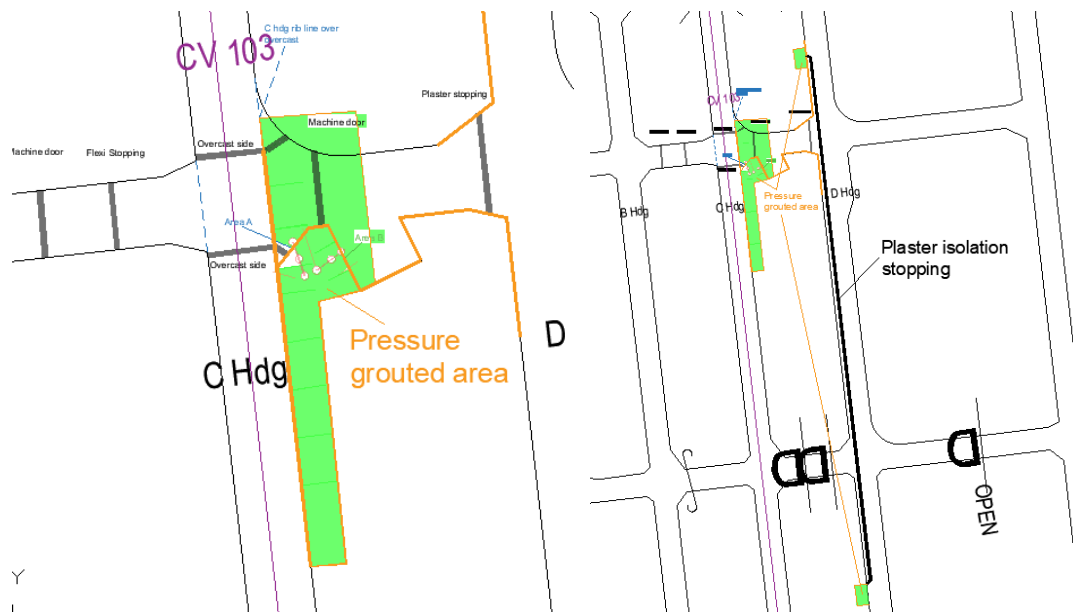 C hdg rib line over
overcast
CV 103
Plaster stopping
Machine door
Overcast side
Machine door
Flexi Stopping
Area A
Area B
Overcast side
Pressure
grouted area
C Hdg
D
CV 103
Pressure
grouted area
B Hdg
C Hdg
D Hdg
Plaster isolation
stopping
D
B
D
OPEN
Y